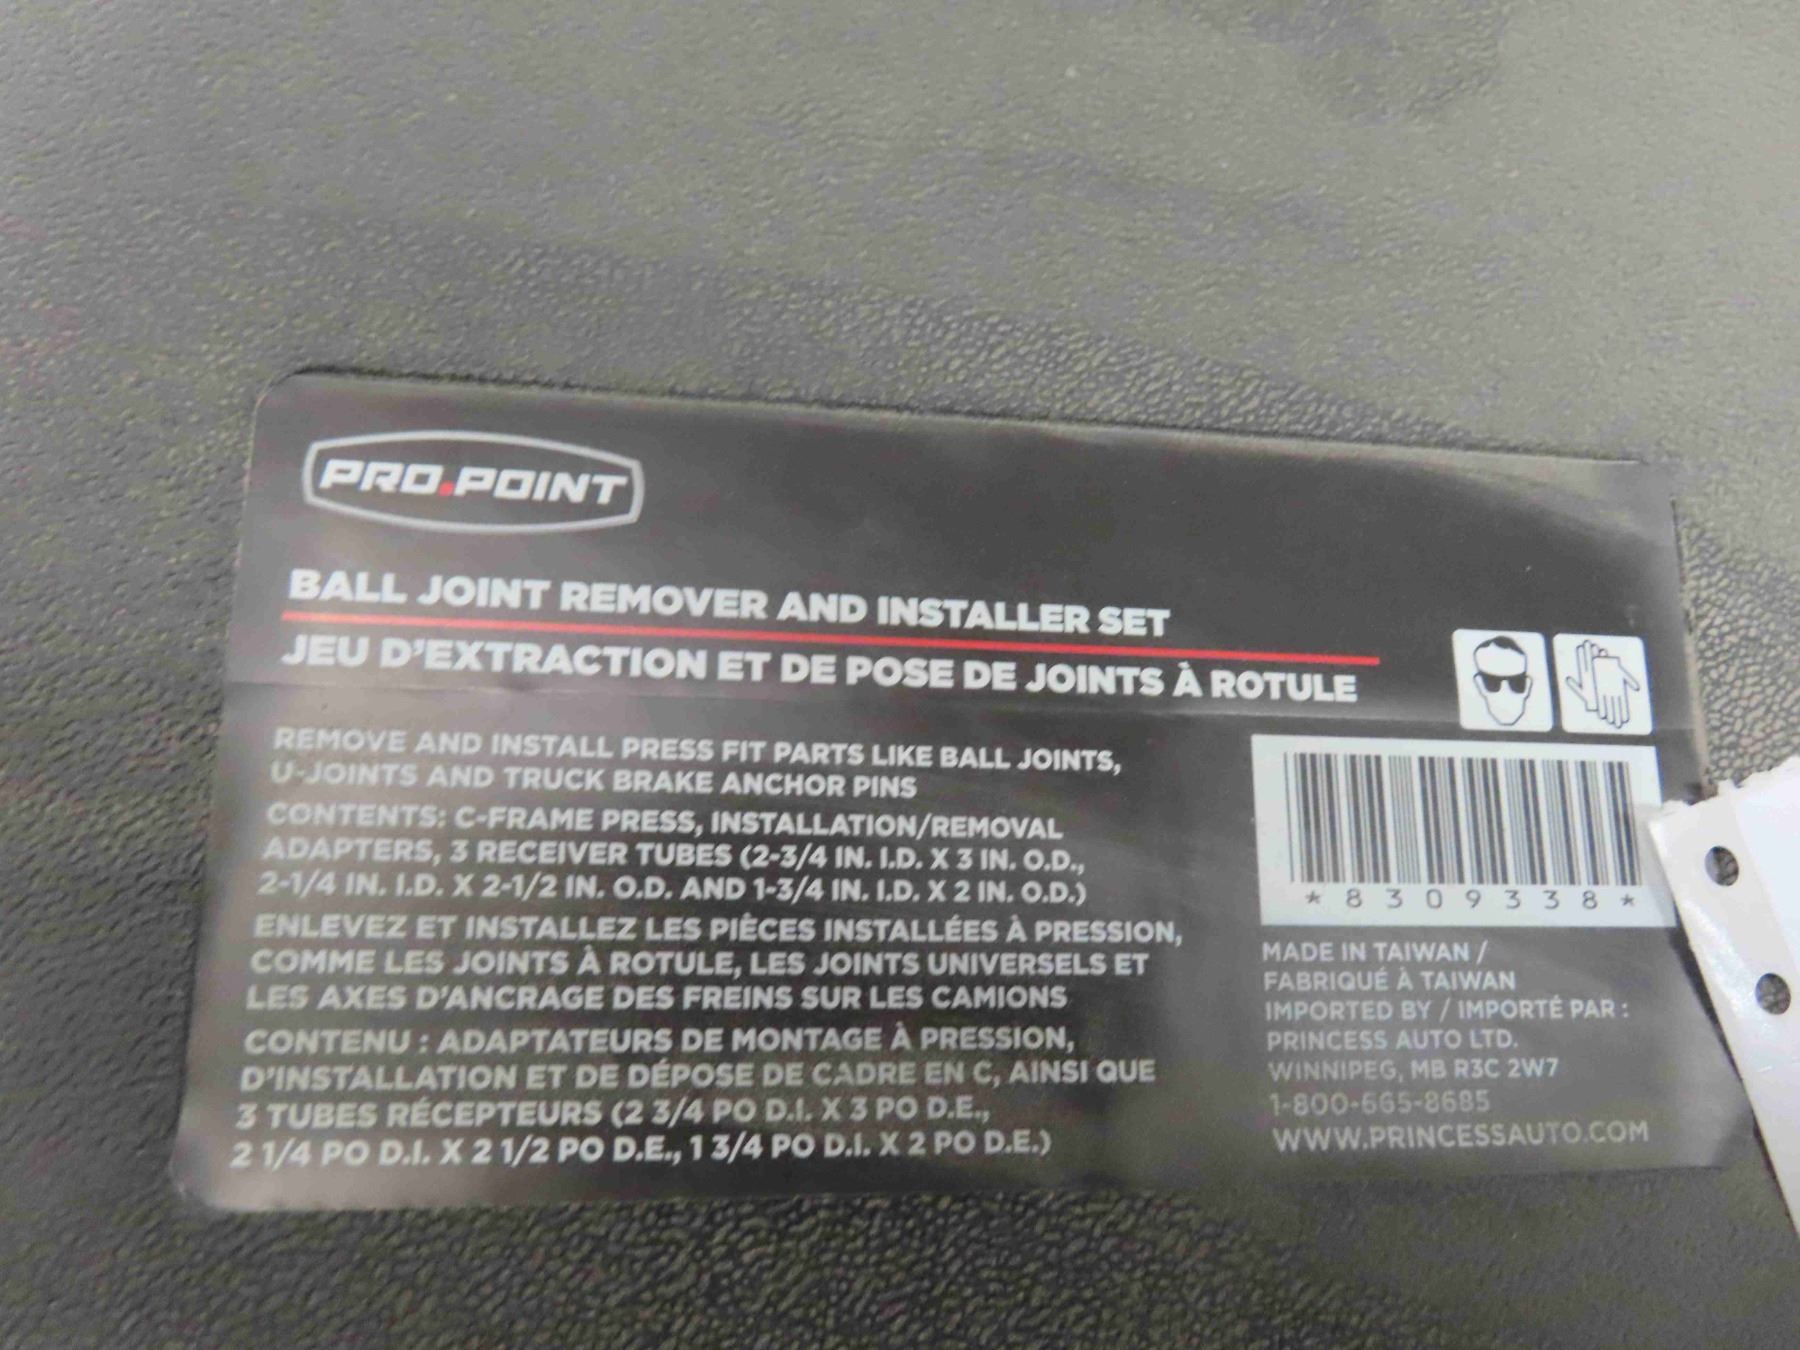 PRO.POINT
BALL JOINT REMOVER AND INSTALLER SET
JEU D'EXTRACTION ET DE POSE DE JOINTS À ROTULE
REMOVE AND INSTALL PRESS FIT PARTS LIKE BALL JOINTS,
U-JOINTS AND TRUCK BRAKE ANCHOR PINS
CONTENTS: C-FRAME PRESS, INSTALLATION/REMOVAL
ADAPTERS, 3 RECEIVER TUBES (2-3/4 IN. I.D. X 3 IN. O.D.,
2-1/4 IN. I.D. X 2-1/2 IN. O.D. AND 1-3/4 IN. I.D. X 2 IN. O.D.)
ENLEVEZ ET INSTALLEZ LES PIÈCES INSTALLÉES À PRESSION,
COMME LES JOINTS À ROTULE, LES JOINTS UNIVERSELS ET
LES AXES D'ANCRAGE DES FREINS SUR LES CAMIONS
CONTENU : ADAPTATEURS DE MONTAGE À PRESSION,
D'INSTALLATION ET DE DÉPOSE DE CADRE EN C, AINSI QUE
3 TUBES RÉCEPTEURS (2 3/4 PO D.I. X 3 PO D.E.,
2 1/4 PO D.I. X 2 1/2 PO D.E., 1 3/4 PO D.I. X 2 PO D.E.)
* 8 3 0 9 3 3 8 *
MADE IN TAIWAN /
FABRIQUÉ À TAIWAN
IMPORTED BY / IMPORTÉ PAR :
PRINCESS AUTO LTD.
WINNIPEG, MB R3C 2W7
1-800-665-8685
WWW.PRINCESSAUTO.COM